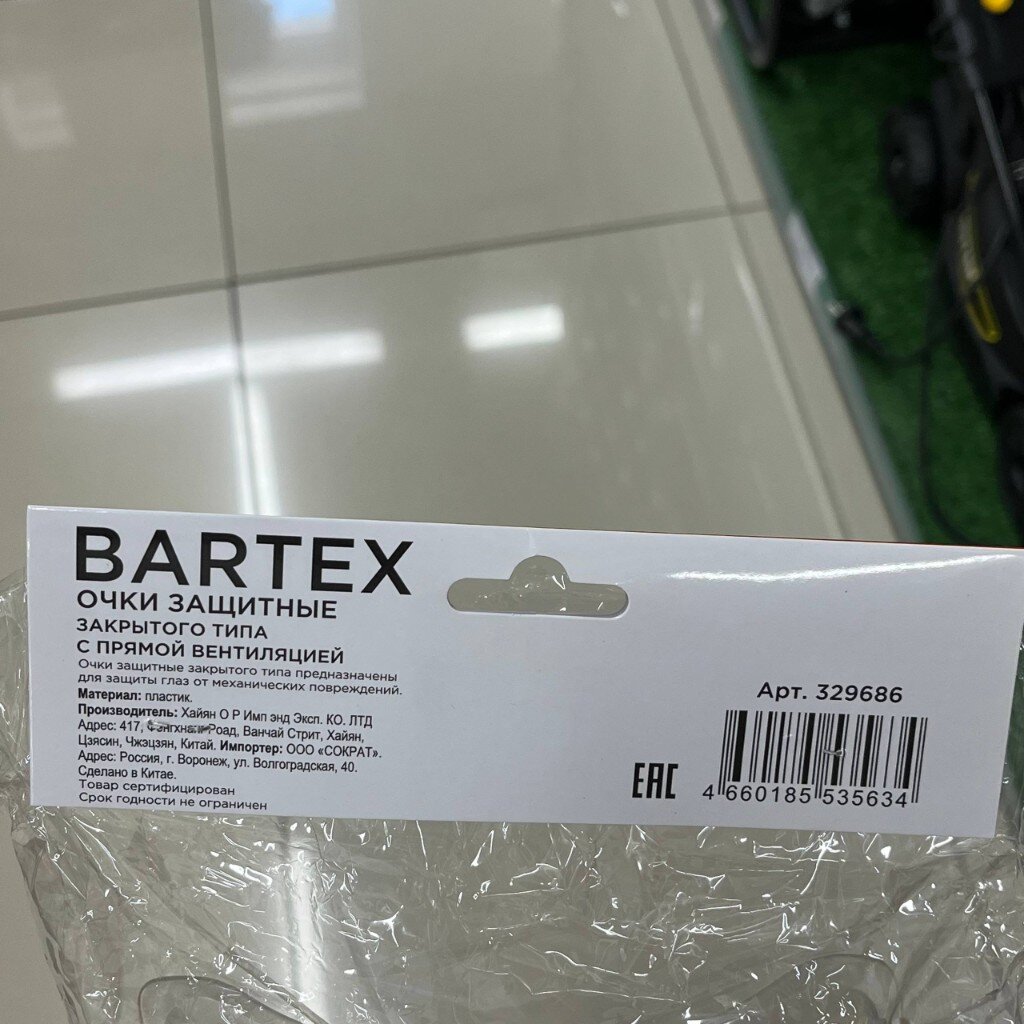 BARTEX
ОЧКИ ЗАЩИТНЫЕ
ЗАКРЫТОГО ТИПА
С ПРЯМОЙ ВЕНТИЛЯЦИЕЙ
Очки защитные закрытого типа предназначены
для защиты глаз от механических повреждений.
Материал: пластик.
Производитель: Хайян О Р Имп энд Эксп. КО. ЛТД
Адрес: 417, Роад, Ванчай Стрит, Хайян,
Цзясин, Чжэцзян, Китай. Импортер: ООО «СОКРАТ».
Адрес: Россия, г. Воронеж, ул. Волгоградская, 40.
Сделано в Китае.
Товар сертифицирован
Срок годности не ограничен
EAC
Арт. 329686
4 660185 535634